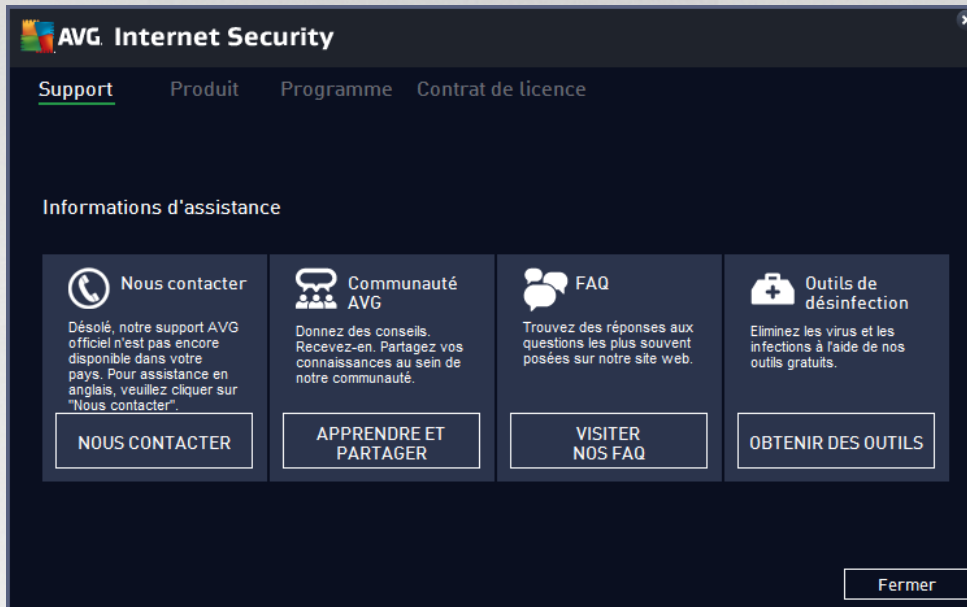 AVG Internet Security
Support Produit Programme Contrat de licence
Informations d'assistance
Nous contacter
Désolé, notre support AVG
officiel n'est pas encore
disponible dans votre
pays. Pour assistance en
anglais, veuillez cliquer sur
"Nous contacter".
NOUS CONTACTER
Communauté
AVG
Donnez des conseils.
Recevez-en. Partagez vos
connaissances au sein de
notre communauté.
APPRENDRE ET
PARTAGER
FAQ
Trouvez des réponses aux
questions les plus souvent
posées sur notre site web.
VISITER
NOS FAQ
Outils de
désinfection
Eliminez les virus et les
infections à l'aide de nos
outils gratuits.
OBTENIR DES OUTILS
Fermer